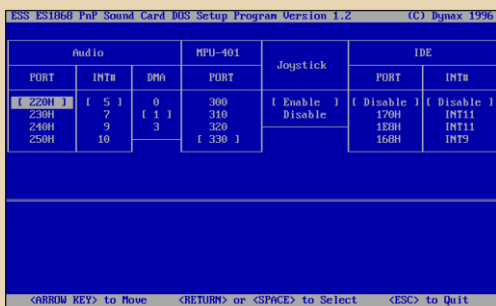 ESS ES1868 PnP Sound Card DOS Setup Program Version 1.2 (C) Dynax 1996
Audio MPU-401 Joystick IDE
PORT INT# DMA PORT PORT INT#
[ 220H ] [ 5 ] 0 300 [ Enable ] [ Disable ] [ Disable ]
230H 7 [ 1 ] 310 Disable 170H INT11
240H 9 3 320 1E8H INT11
250H 10 [ 330 ] 168H INT9
<ARROW KEY> to Move <RETURN> or <SPACE> to Select <ESC> to Quit